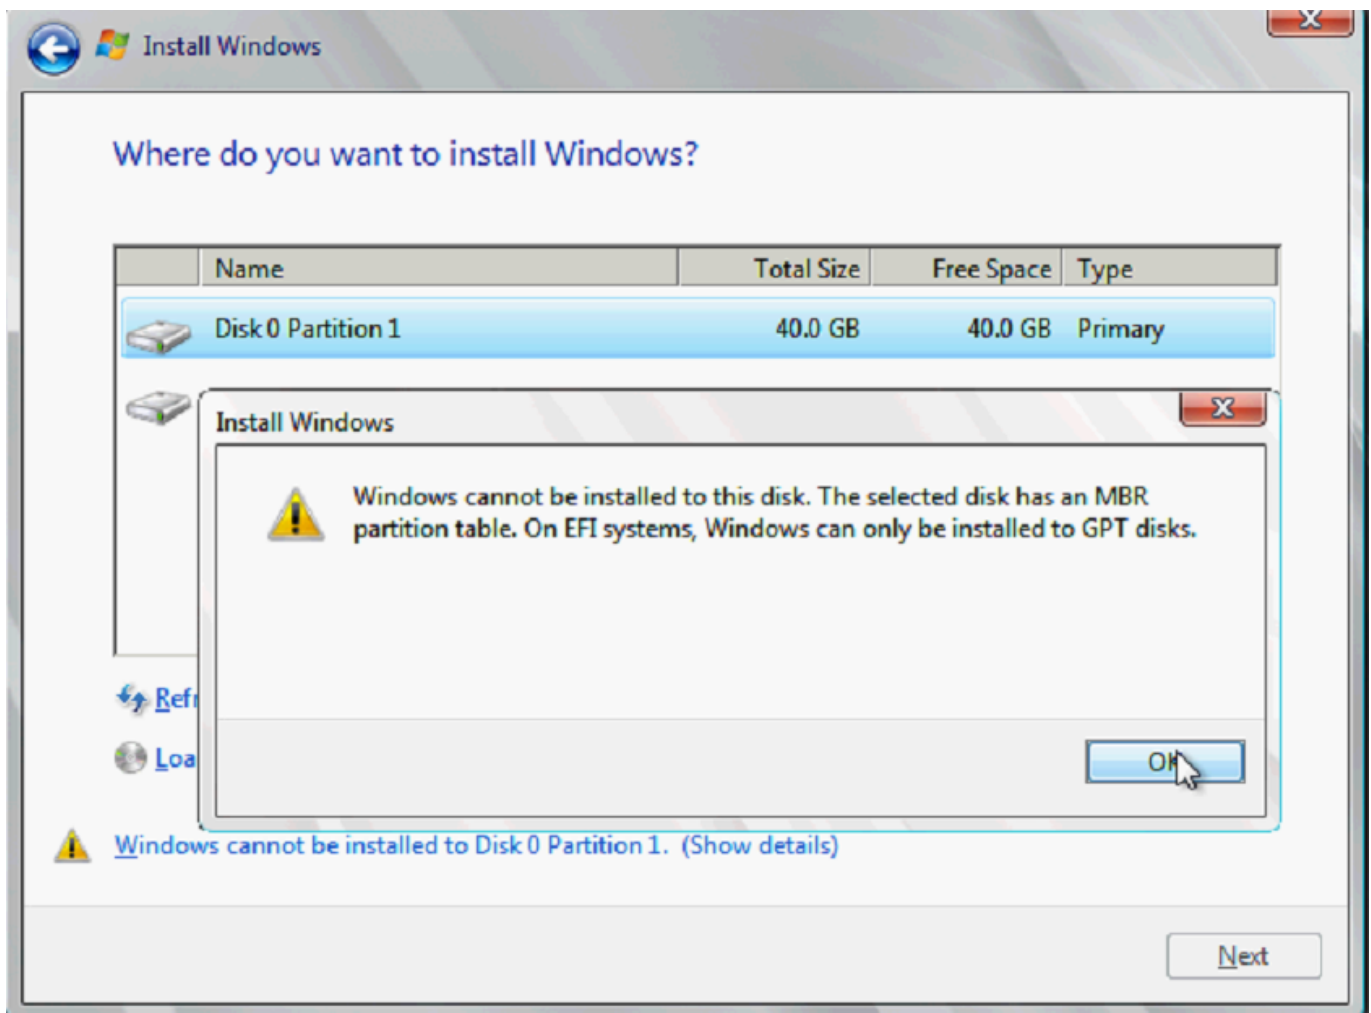 Install Windows
Where do you want to install Windows?
Name Total Size Free Space Type
Disk 0 Partition 1 40.0 GB 40.0 GB Primary
Install Windows
Windows cannot be installed to this disk. The selected disk has an MBR
partition table. On EFI systems, Windows can only be installed to GPT disks.
OK
Windows cannot be installed to Disk 0 Partition 1. (Show details)
Next